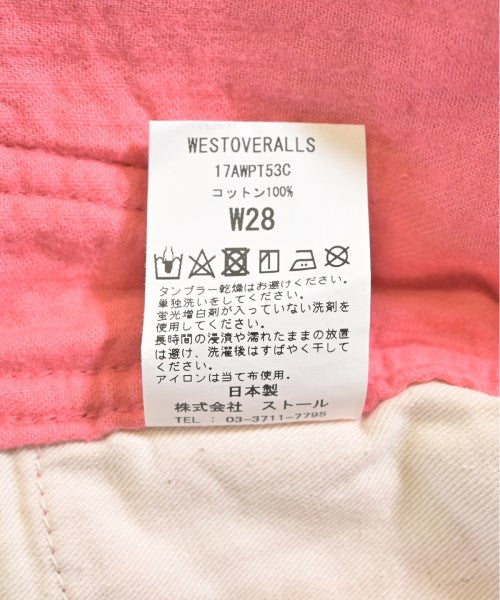 WESTOVERALLS
17AWPT53C
コットン100%
W28
タンブラー乾燥はお避けください。
単独洗いをしてください。
蛍光増白剤が入っていない洗剤を
使用してください。
長時間の浸漬や濡れたままの放置
は避け、洗濯後はすばやく干して
ください。
アイロンは当て布使用。
日本製
株式会社 ストール
TEL : 03-3711-7795